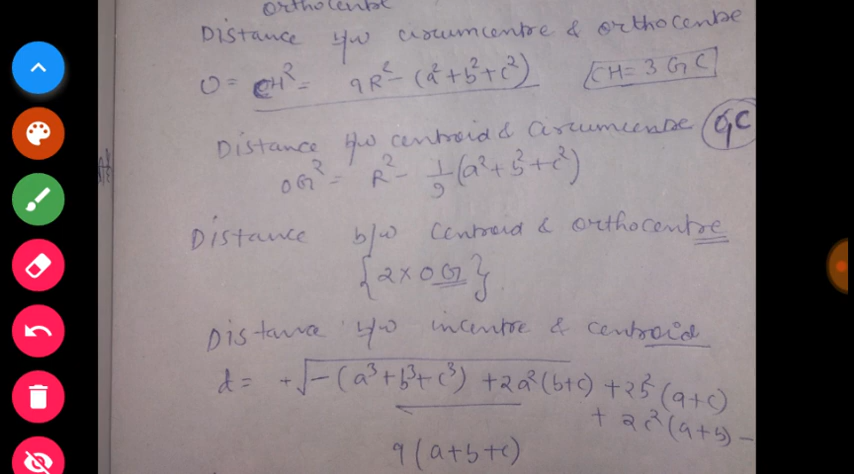 orthocentre
Distance b/w circumcentre & orthocentre
O = CH² = 9R² - (a²+b²+c²) CH = 3 GC
Distance b/w centroid & circumcentre GC
OG² = R² - 1/9 (a²+b²+c²)
Distance b/w centroid & orthocentre
{2 × OG}
Distance b/w incentre & centroid
d = +√-(a³+b³+c³) + 2a²(b+c) + 2b²(a+c)
+ 2c²(a+b) -
9(a+b+c)